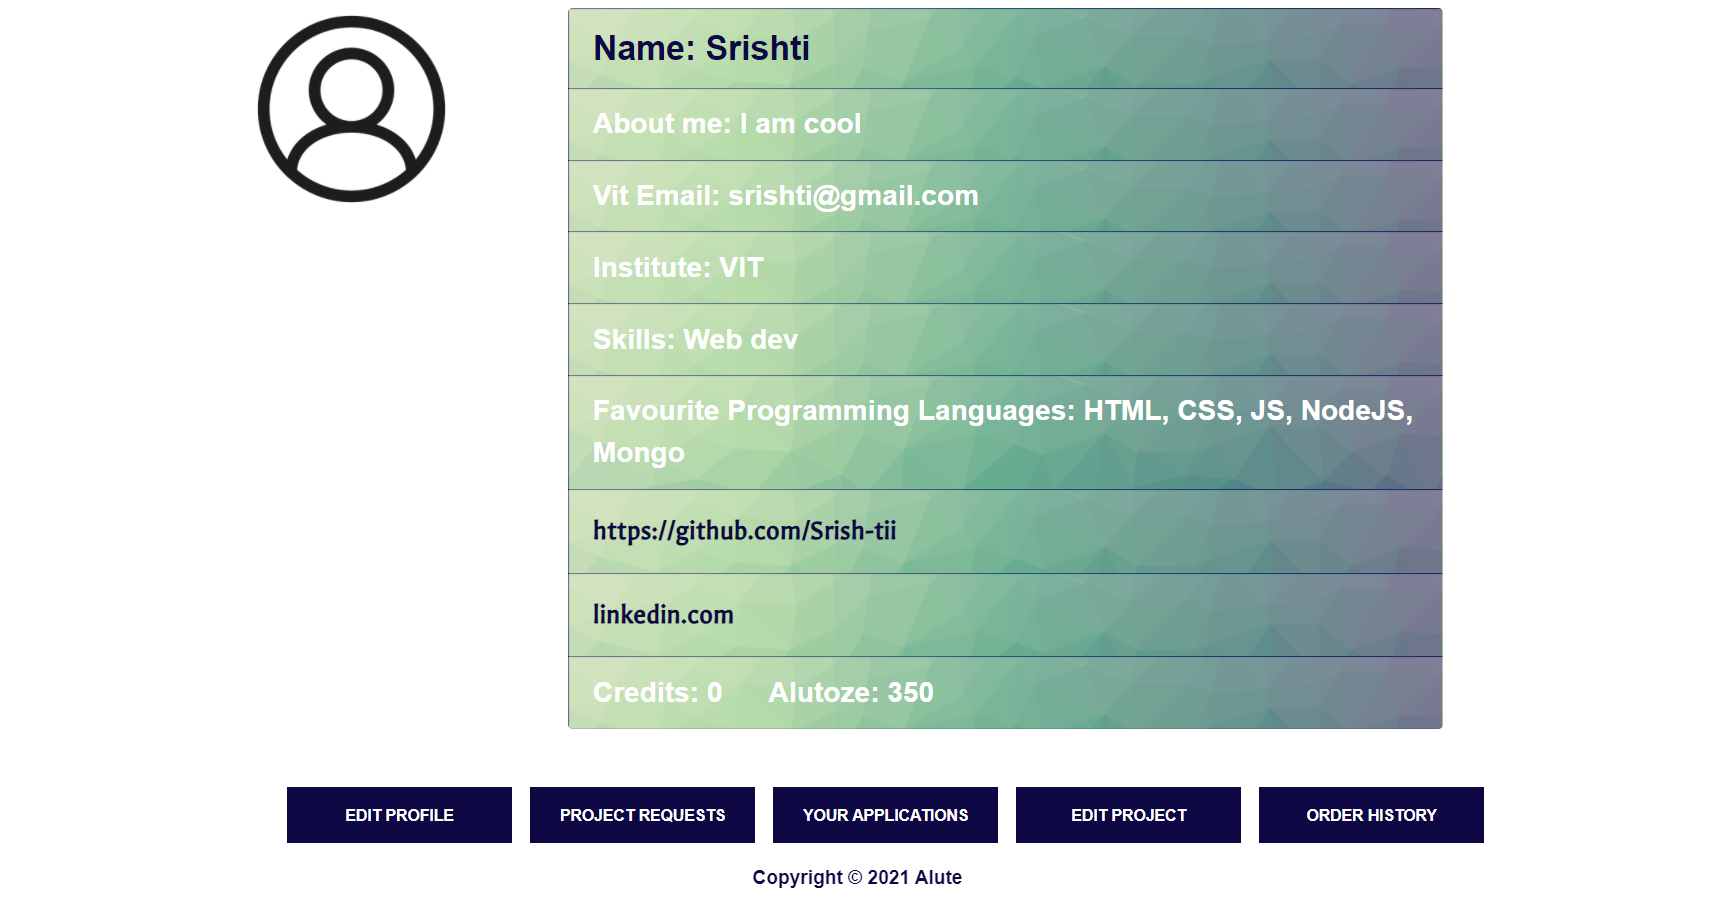 Name: Srishti
About me: I am cool
Vit Email: srishti@gmail.com
Institute: VIT
Skills: Web dev
Favourite Programming Languages: HTML, CSS, JS, NodeJS,
Mongo
https://github.com/Srish-tii
linkedin.com
Credits: 0 Alutoze: 350
EDIT PROFILE
PROJECT REQUESTS
YOUR APPLICATIONS
EDIT PROJECT
ORDER HISTORY
Copyright © 2021 Alute